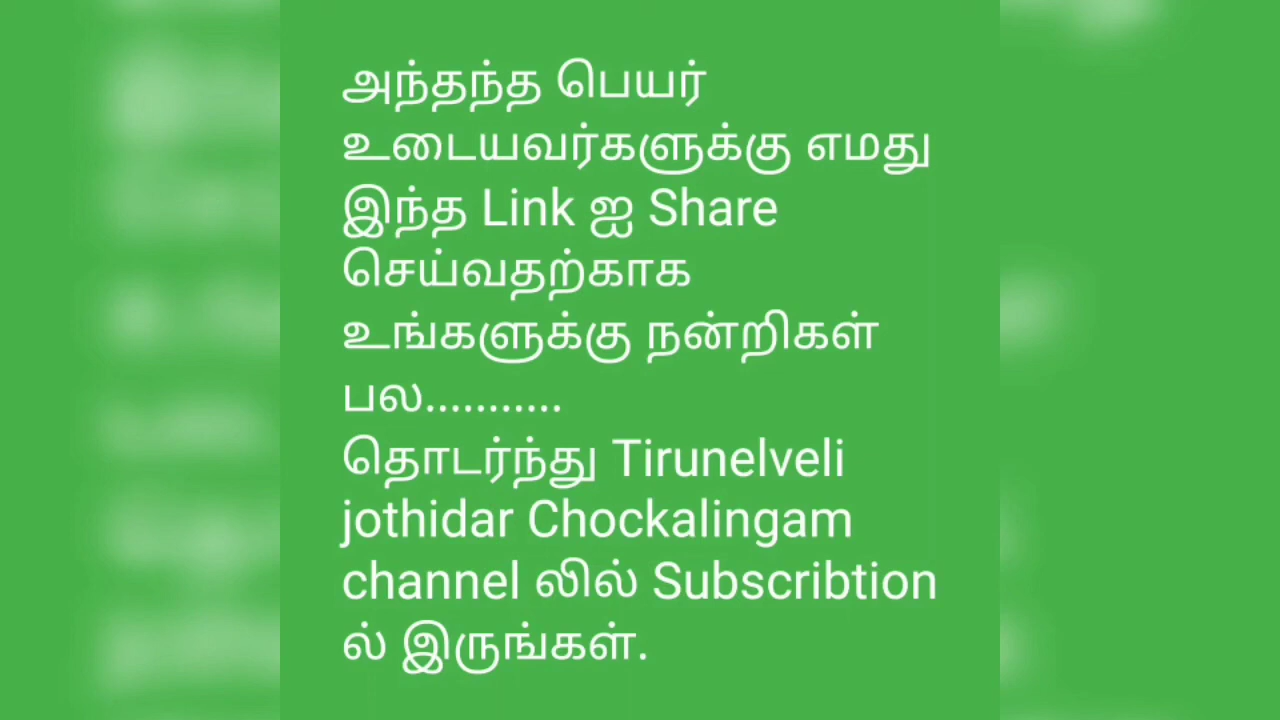 அந்தந்த பெயர்
உடையவர்களுக்கு எமது
இந்த Link ஐ Share
செய்வதற்காக
உங்களுக்கு நன்றிகள்
பல...........
தொடர்ந்து Tirunelveli
jothidar Chockalingam
channel லில் Subscribtion
ல் இருங்கள்.